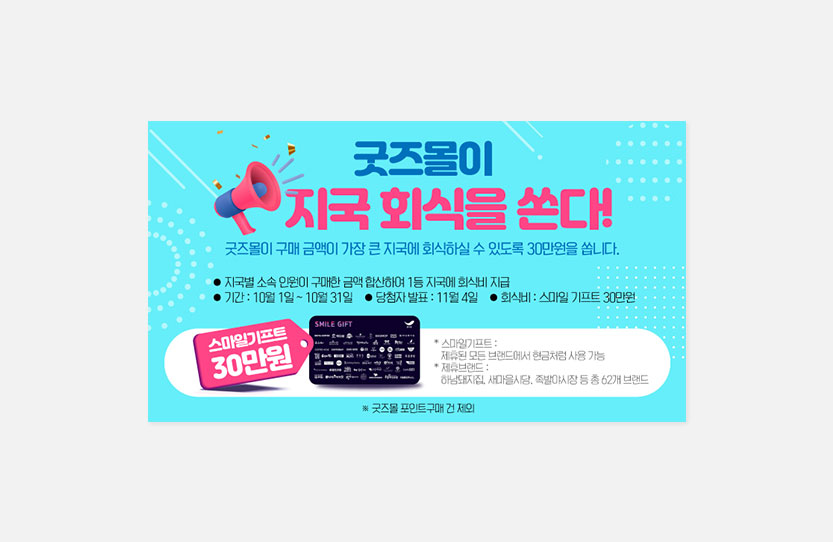 굿즈몰이
지국 회식을 쏜다!
굿즈몰이 구매 금액이 가장 큰 지국에 회식하실 수 있도록 30만원을 쏩니다.
● 지국별 소속 인원이 구매한 금액 합산하여 1등 지국에 회식비 지급
● 기간 : 10월 1일 ~ 10월 31일 ● 당첨자 발표 : 11월 4일 ● 회식비 : 스마일 기프트 30만원
스마일기프트
30만원
SMILE GIFT
* 스마일기프트 :
제휴된 모든 브랜드에서 현금처럼 사용 가능
* 제휴브랜드 :
하남돼지집, 새마을식당, 족발야시장 등 총 62개 브랜드
※ 굿즈몰 포인트구매 건 제외